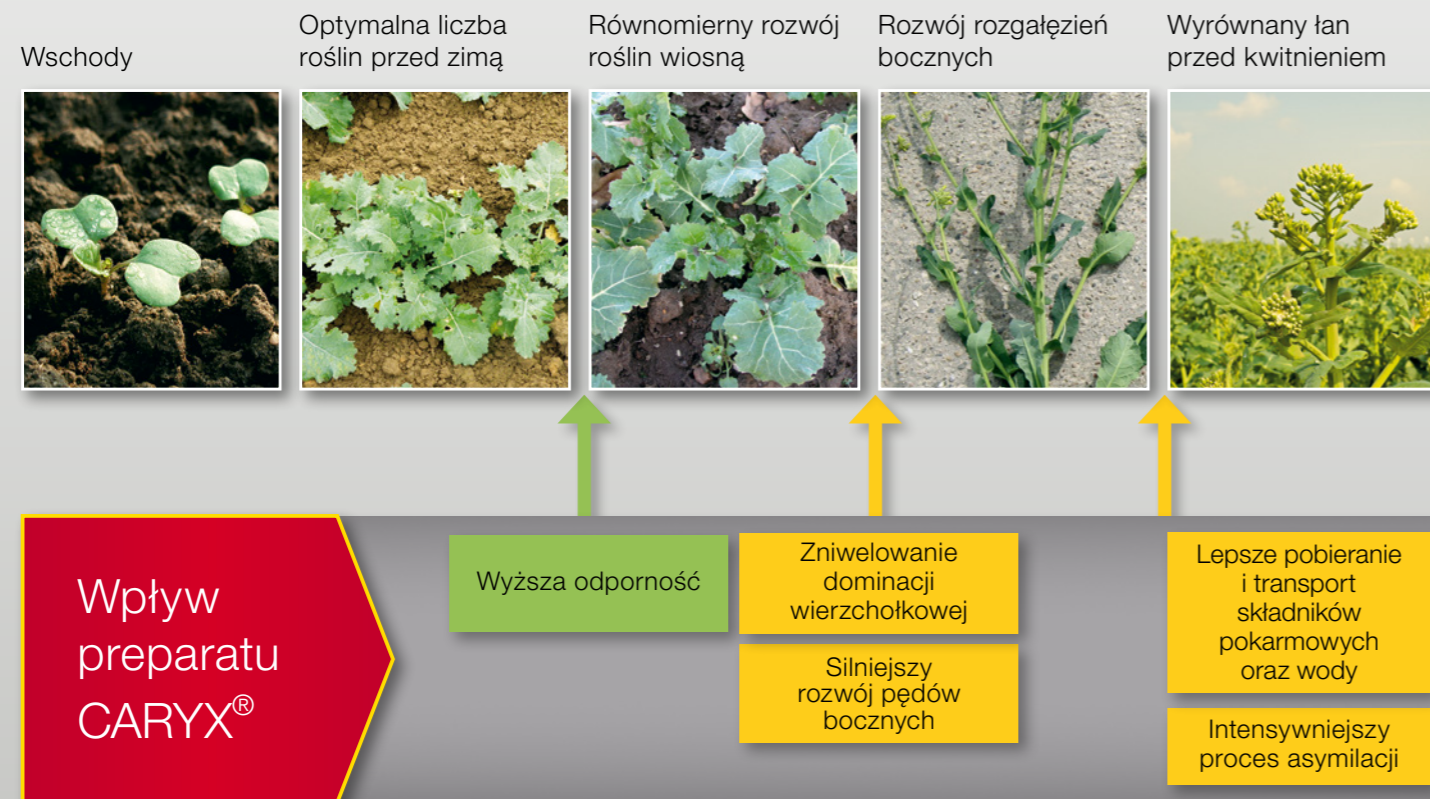 Wschody
Optymalna liczba
roślin przed zimą
Równomierny rozwój
roślin wiosną
Rozwój rozgałęzień
bocznych
Wyrównany łan
przed kwitnieniem
Wpływ
preparatu
CARYX®
Wyższa odporność
Zniwelowanie
dominacji
wierzchołkowej
Silniejszy
rozwój pędów
bocznych
Lepsze pobieranie
i transport
składników
pokarmowych
oraz wody
Intensywniejszy
proces asymilacji